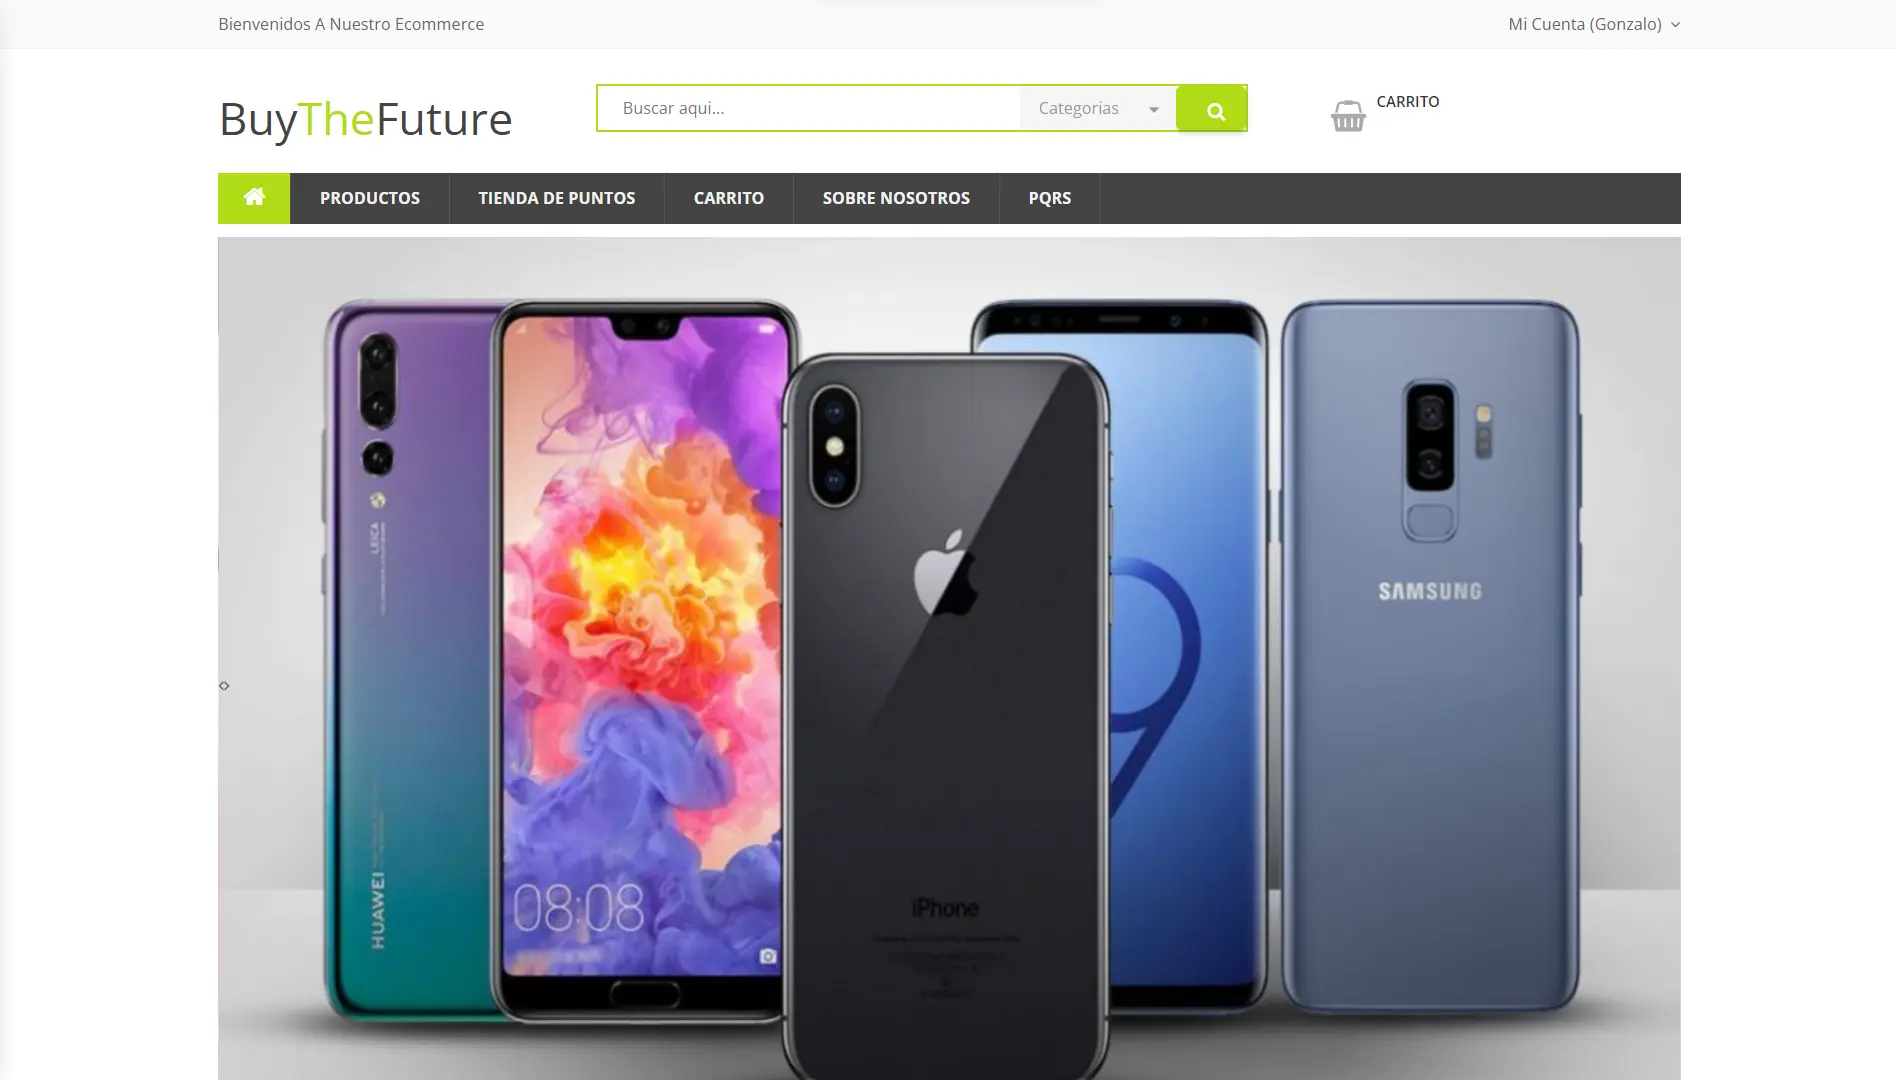 Bienvenidos A Nuestro Ecommerce
Mi Cuenta (Gonzalo)
BuyTheFuture
Buscar aqui...
Categorias
CARRITO
PRODUCTOS
TIENDA DE PUNTOS
CARRITO
SOBRE NOSOTROS
PQRS
LEICA
SAMSUNG
9
HUAWEI
08:08
iPhone